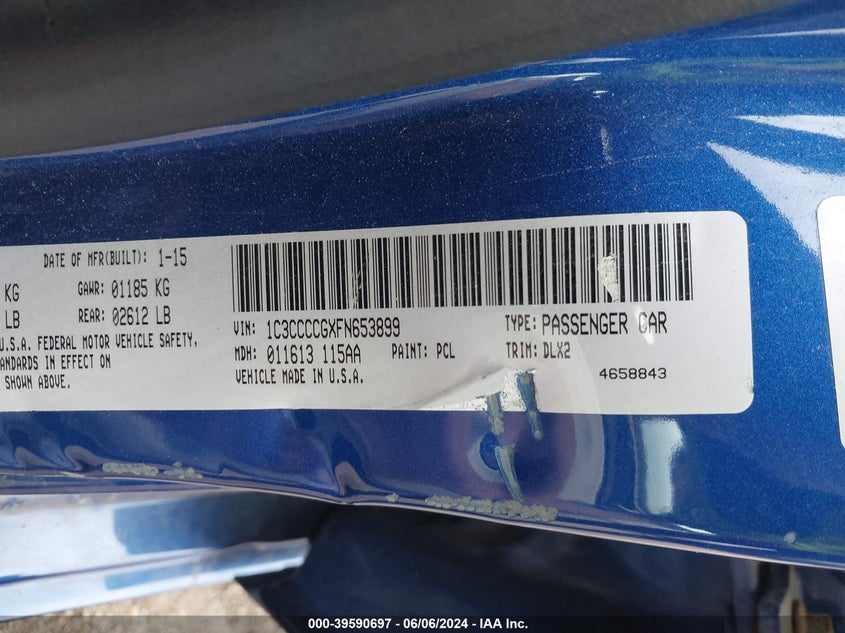 DATE OF MFR(BUILT): 1-15
KG GAWR: 01185 KG
LB REAR: 02612 LB
U.S.A. FEDERAL MOTOR VEHICLE SAFETY,
STANDARDS IN EFFECT ON
SHOWN ABOVE.
VIN: 1C3CCCCGXFN653899 TYPE: PASSENGER CAR
MDH: 011613 115AA PAINT: PCL TRIM: DLX2
VEHICLE MADE IN U.S.A. 4658843
000-39590697 - 06/06/2024 - IAA Inc.